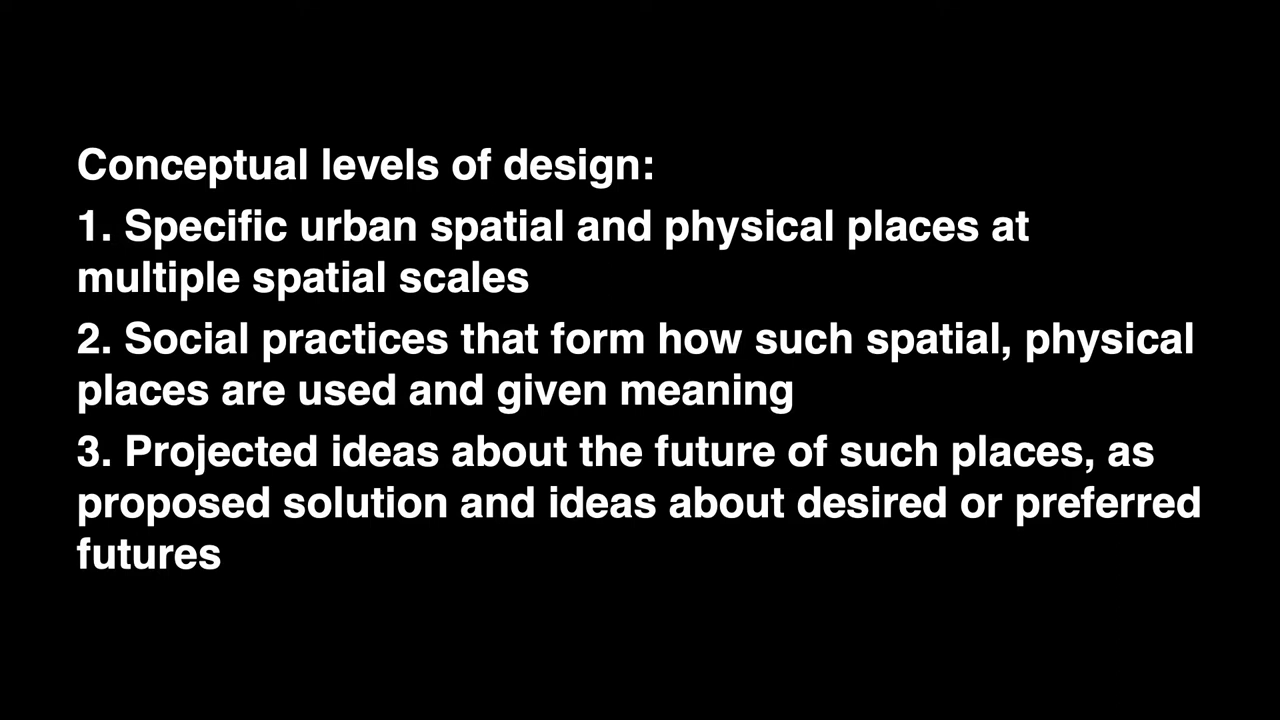 Conceptual levels of design:
1. Specific urban spatial and physical places at
multiple spatial scales
2. Social practices that form how such spatial, physical
places are used and given meaning
3. Projected ideas about the future of such places, as
proposed solution and ideas about desired or preferred
futures